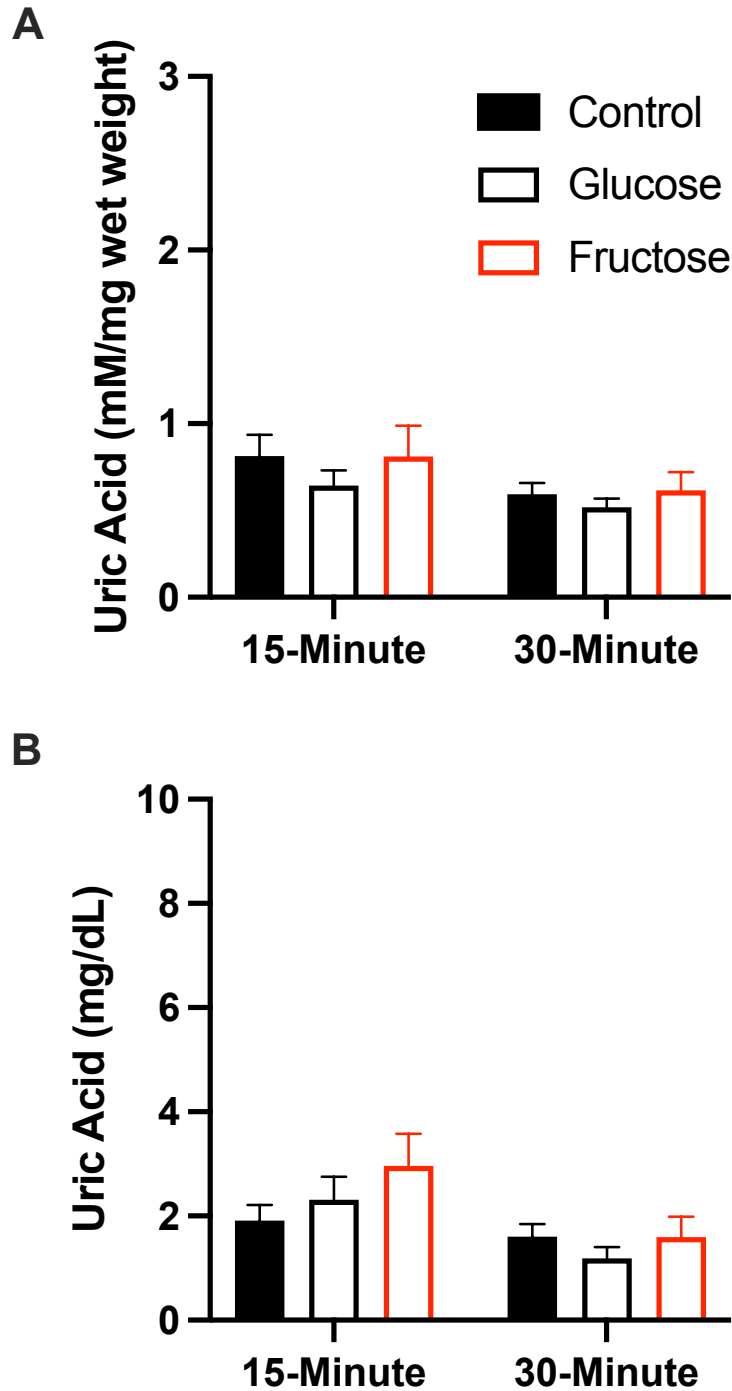 A
Uric Acid (mM/mg wet weight)
3
2
1
0
Control
Glucose
Fructose
15-Minute 30-Minute
B
Uric Acid (mg/dL)
10
8
6
4
2
0
15-Minute 30-Minute